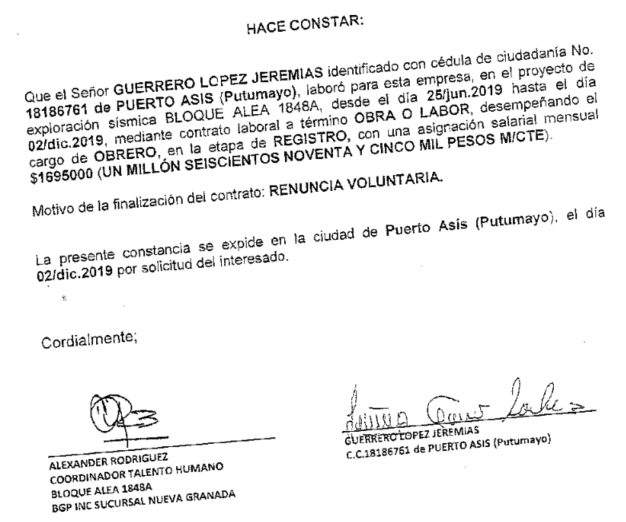 HACE CONSTAR:
Que el Señor GUERRERO LOPEZ JEREMIAS identificado con cédula de ciudadanía No.
18186761 de PUERTO ASIS (Putumayo), laboró para esta empresa, en el proyecto de
exploración sísmica BLOQUE ALEA 1848A, desde el día 25/jun.2019 hasta el día
02/dic.2019, mediante contrato laboral a término OBRA O LABOR, desempeñando el
cargo de OBRERO, en la etapa de REGISTRO, con una asignación salarial mensual
$1695000 (UN MILLÓN SEISCIENTOS NOVENTA Y CINCO MIL PESOS M/CTE).
Motivo de la finalización del contrato: RENUNCIA VOLUNTARIA.
La presente constancia se expide en la ciudad de Puerto Asís (Putumayo), el día
02/dic.2019 por solicitud del interesado.
Cordialmente;
ALEXANDER RODRIGUEZ
COORDINADOR TALENTO HUMANO
BLOQUE ALEA 1848A
BGP INC SUCURSAL NUEVA GRANADA
GUERRERO LOPEZ JEREMIAS
C.C.18186761 de PUERTO ASIS (Putumayo)